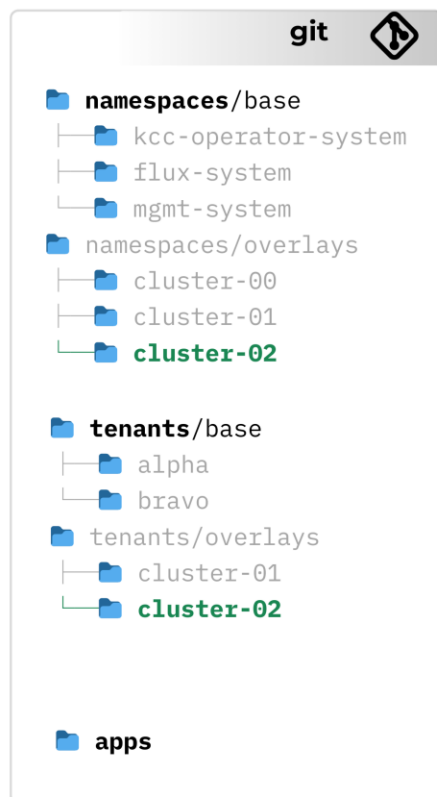 git
namespaces/base
kcc-operator-system
flux-system
mgmt-system
namespaces/overlays
cluster-00
cluster-01
cluster-02
tenants/base
alpha
bravo
tenants/overlays
cluster-01
cluster-02
apps